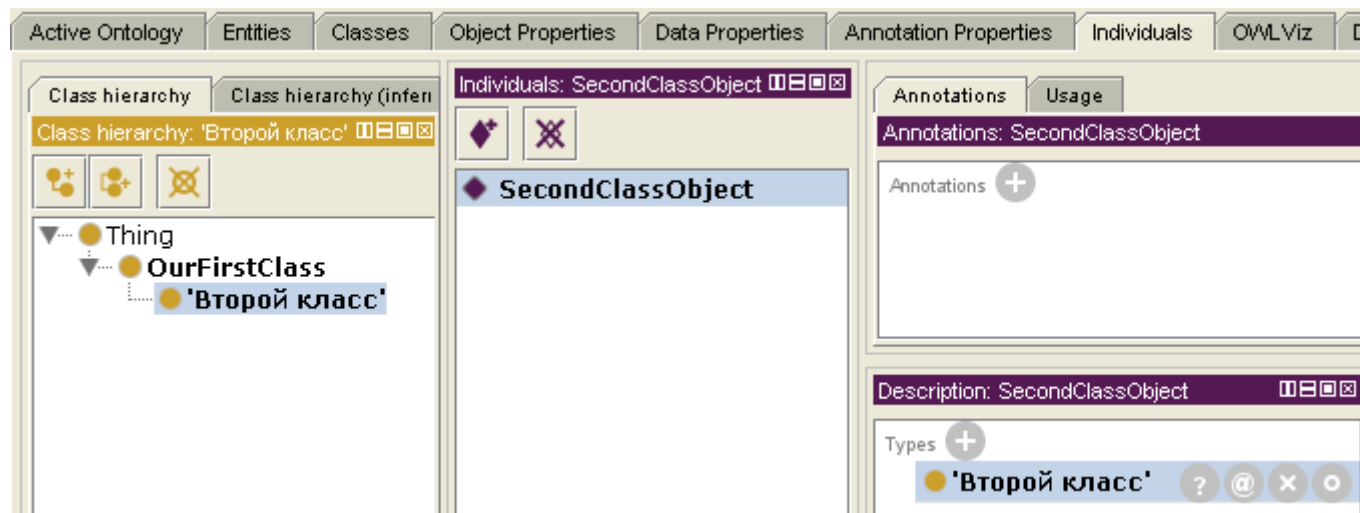 Active Ontology Entities Classes Object Properties Data Properties Annotation Properties Individuals OWLViz
Class hierarchy Class hierarchy (inferr
Class hierarchy: 'Второй класс'
Thing
OurFirstClass
'Второй класс'
Individuals: SecondClassObject
SecondClassObject
Annotations Usage
Annotations: SecondClassObject
Annotations
Description: SecondClassObject
Types
'Второй класс' ? @